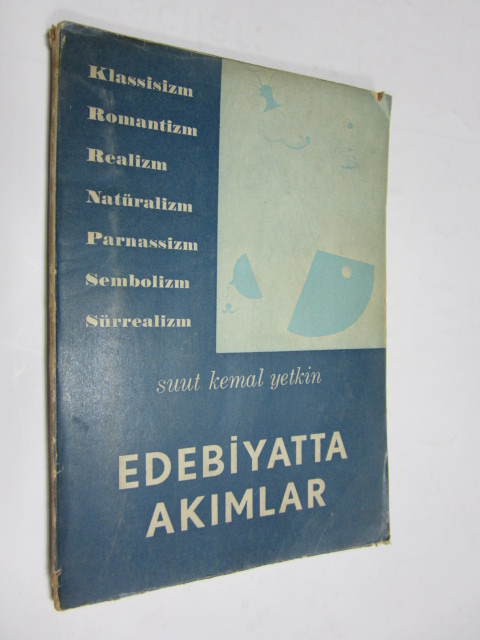 Klassisizm
Romantizm
Realizm
Natüralizm
Parnassizm
Sembolizm
Sürrealizm
suut kemal yetkin
EDEBİYATTA
AKIMLAR